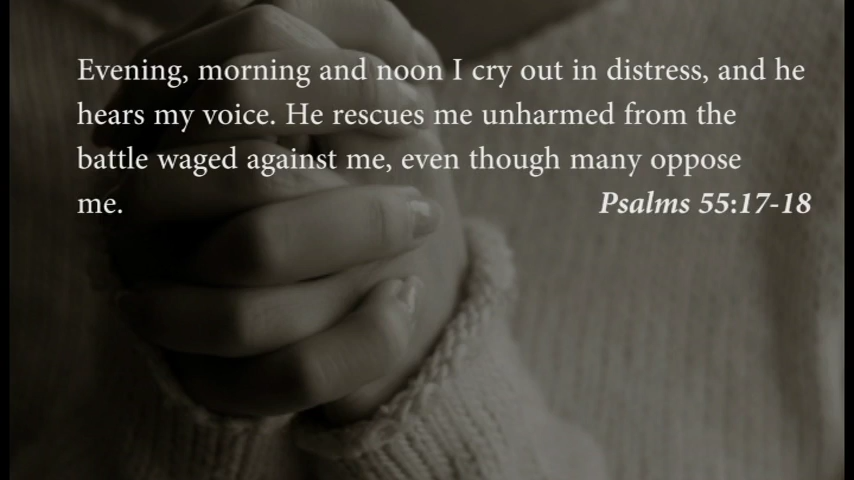 Evening, morning and noon I cry out in distress, and he
hears my voice. He rescues me unharmed from the
battle waged against me, even though many oppose
me. Psalms 55:17-18